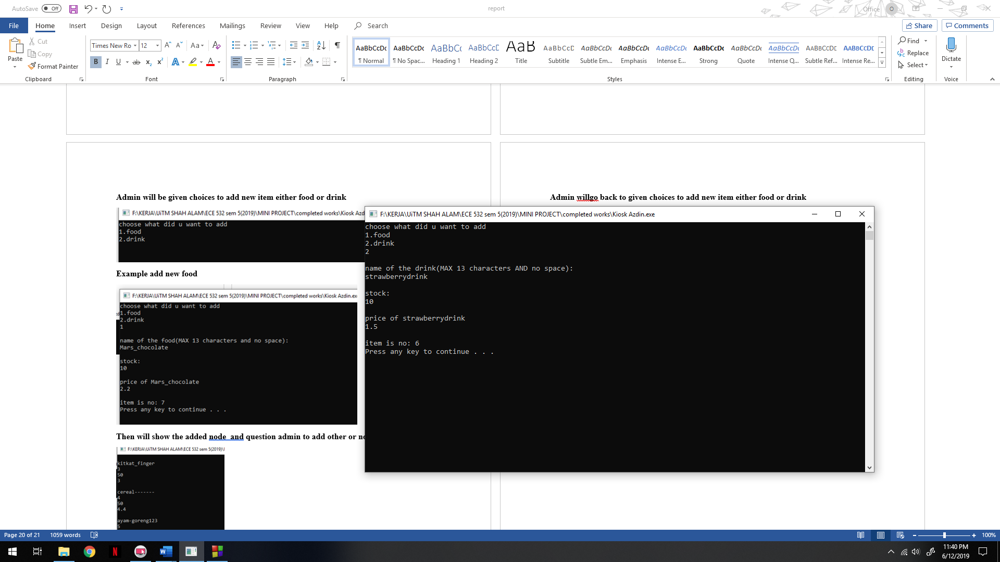 AutoSave Off
report
Office O
File Home Insert Design Layout References Mailings Review View Help Search
Share Comments
Paste
Cut
Copy
Format Painter
Clipboard
Times New Ro 12
Font
Paragraph
AaBbCcDc AaBbCcDc AaBbCc AaBbCcD AaB AaBbCcD AaBbCcDc AaBbCcDc AaBbCcDc AaBbCcDc AaBbCcDc AaBbCcDc AABBCCDE AABBCCDE
¶ Normal ¶ No Spac... Heading 1 Heading 2 Title Subtitle Subtle Em... Emphasis Intense E... Strong Quote Intense Q... Subtle Ref... Intense Re...
Styles
Find
Replace
Select
Editing
Dictate
Voice
Admin will be given choices to add new item either food or drink
F:\KERJA\UiTM SHAH ALAM\ECE 532 sem 5(2019)\MINI PROJECT\completed works\Kiosk Azd
choose what did u want to add
1.food
2.drink
Example add new food
F:\KERJA\UiTM SHAH ALAM\ECE 532 sem 5(2019)\MINI PROJECT\completed works\Kiosk Azdin.ex
choose what did u want to add
1.food
2.drink
1
name of the food(MAX 13 characters and no space):
Mars_chocolate
stock:
10
price of Mars_chocolate
2.2
item is no: 7
Press any key to continue . . .
Then will show the added node and question admin to add other or no
F:\KERJA\UiTM SHAH ALAM\ECE 532 sem 5(2019)\
kitkat_finger
3
50
3
cereal-------
4
50
4.4
ayam-goreng123
5
Admin willgo back to given choices to add new item either food or drink
F:\KERJA\UiTM SHAH ALAM\ECE 532 sem 5(2019)\MINI PROJECT\completed works\Kiosk Azdin.exe
choose what did u want to add
1.food
2.drink
2
name of the drink(MAX 13 characters AND no space):
strawberrydrink
stock:
10
price of strawberrydrink
1.5
item is no: 6
Press any key to continue . . .
Page 20 of 21 1059 words
100%
11:40 PM
6/12/2019